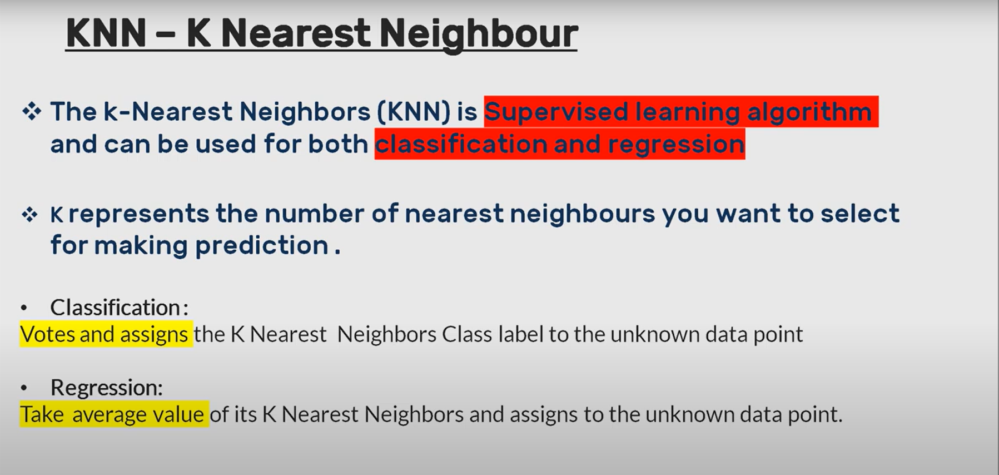 KNN – K Nearest Neighbour
❖ The k-Nearest Neighbors (KNN) is Supervised learning algorithm
and can be used for both classification and regression
❖ K represents the number of nearest neighbours you want to select
for making prediction .
• Classification:
Votes and assigns the K Nearest Neighbors Class label to the unknown data point
• Regression:
Take average value of its K Nearest Neighbors and assigns to the unknown data point.